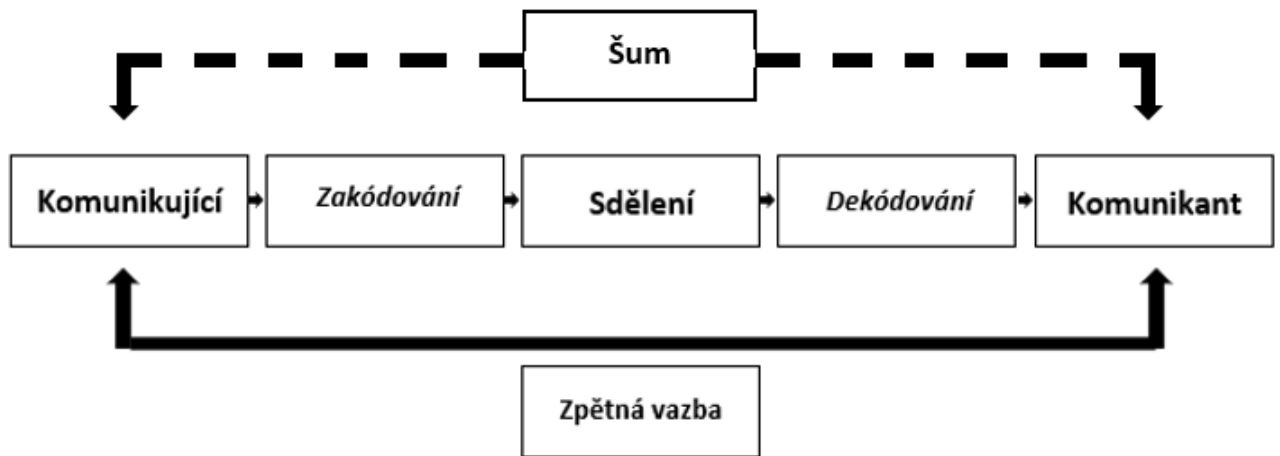 Šum
Komunikující
Zakódování
Sdělení
Dekódování
Komunikant
Zpětná vazba